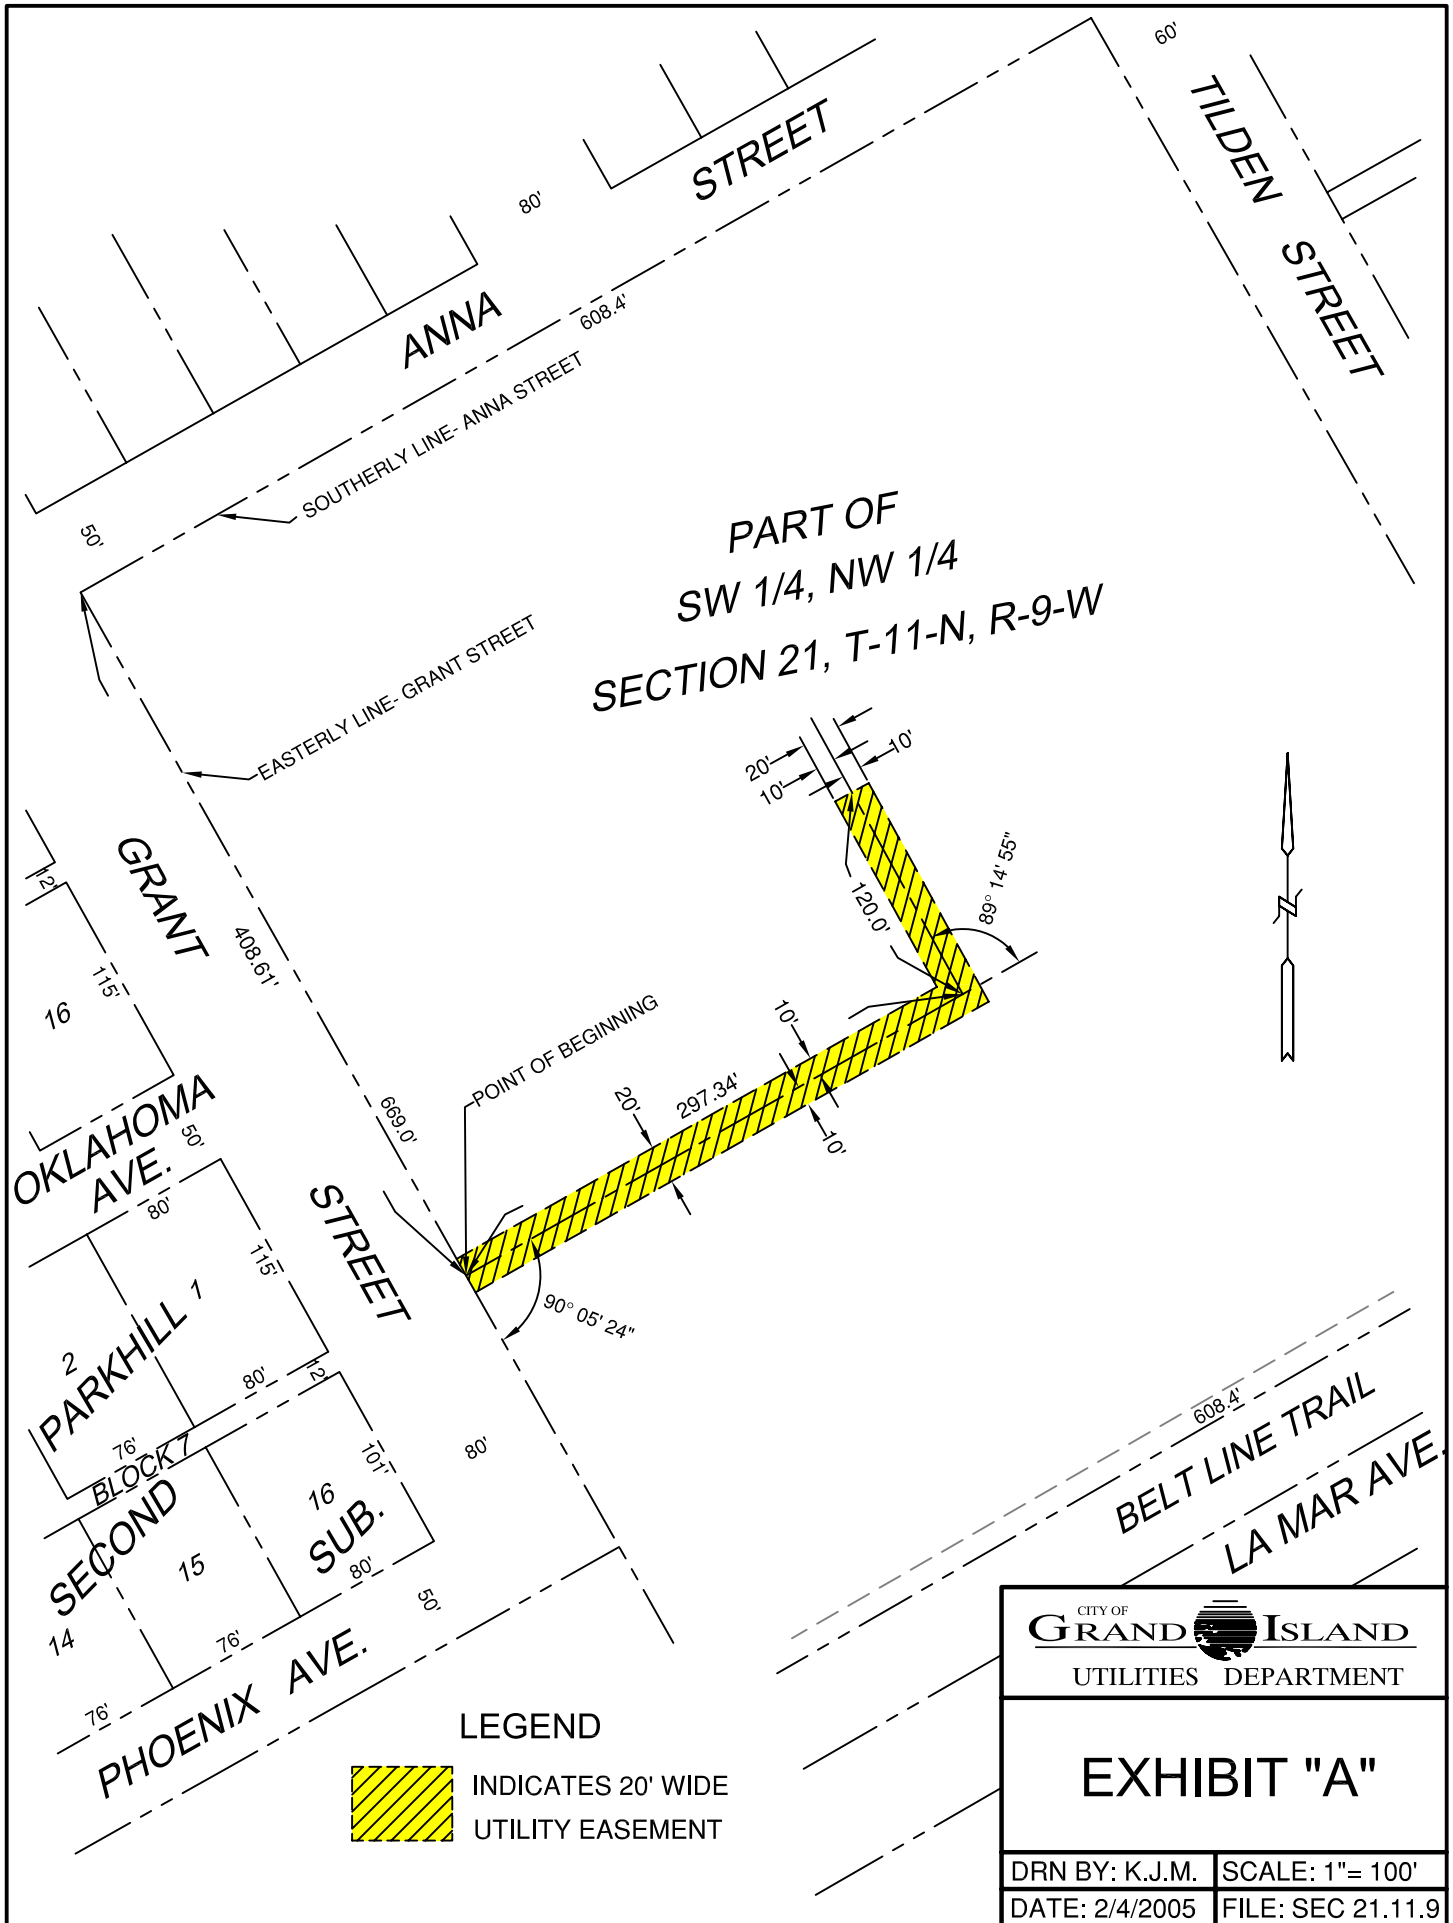 60'
TILDEN STREET
STREET
80'
ANNA
608.4'
SOUTHERLY LINE- ANNA STREET
50'
PART OF
SW 1/4, NW 1/4
SECTION 21, T-11-N, R-9-W
EASTERLY LINE- GRANT STREET
20'
10'
10'
GRANT
12'
89° 14' 55"
120.0'
408.61'
115'
16
POINT OF BEGINNING
10'
297.34'
20'
10'
669.0'
OKLAHOMA
AVE.
50'
80'
STREET
115'
90° 05' 24"
1
2
PARKHILL
80'
12'
76'
BLOCK 7
101'
80'
608.4'
BELT LINE TRAIL
LA MAR AVE.
SECOND
16
SUB.
15
80'
50'
14
76'
76'
PHOENIX AVE.
LEGEND
INDICATES 20' WIDE
UTILITY EASEMENT
CITY OF
GRAND ISLAND
UTILITIES DEPARTMENT
EXHIBIT "A"
DRN BY: K.J.M.
SCALE: 1"= 100'
DATE: 2/4/2005
FILE: SEC 21.11.9